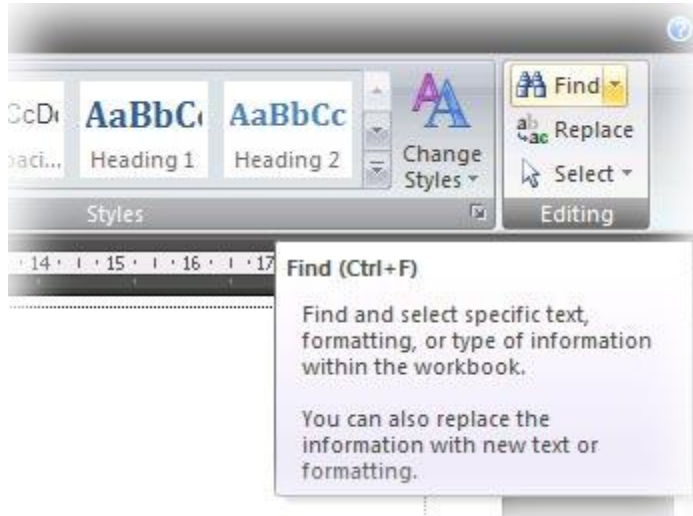 AaBbC AaBbCc
Heading 1 Heading 2
Change
Styles
Find
ab
ac Replace
Select
Styles
Editing
14 15 16 17
Find (Ctrl+F)
Find and select specific text,
formatting, or type of information
within the workbook.
You can also replace the
information with new text or
formatting.